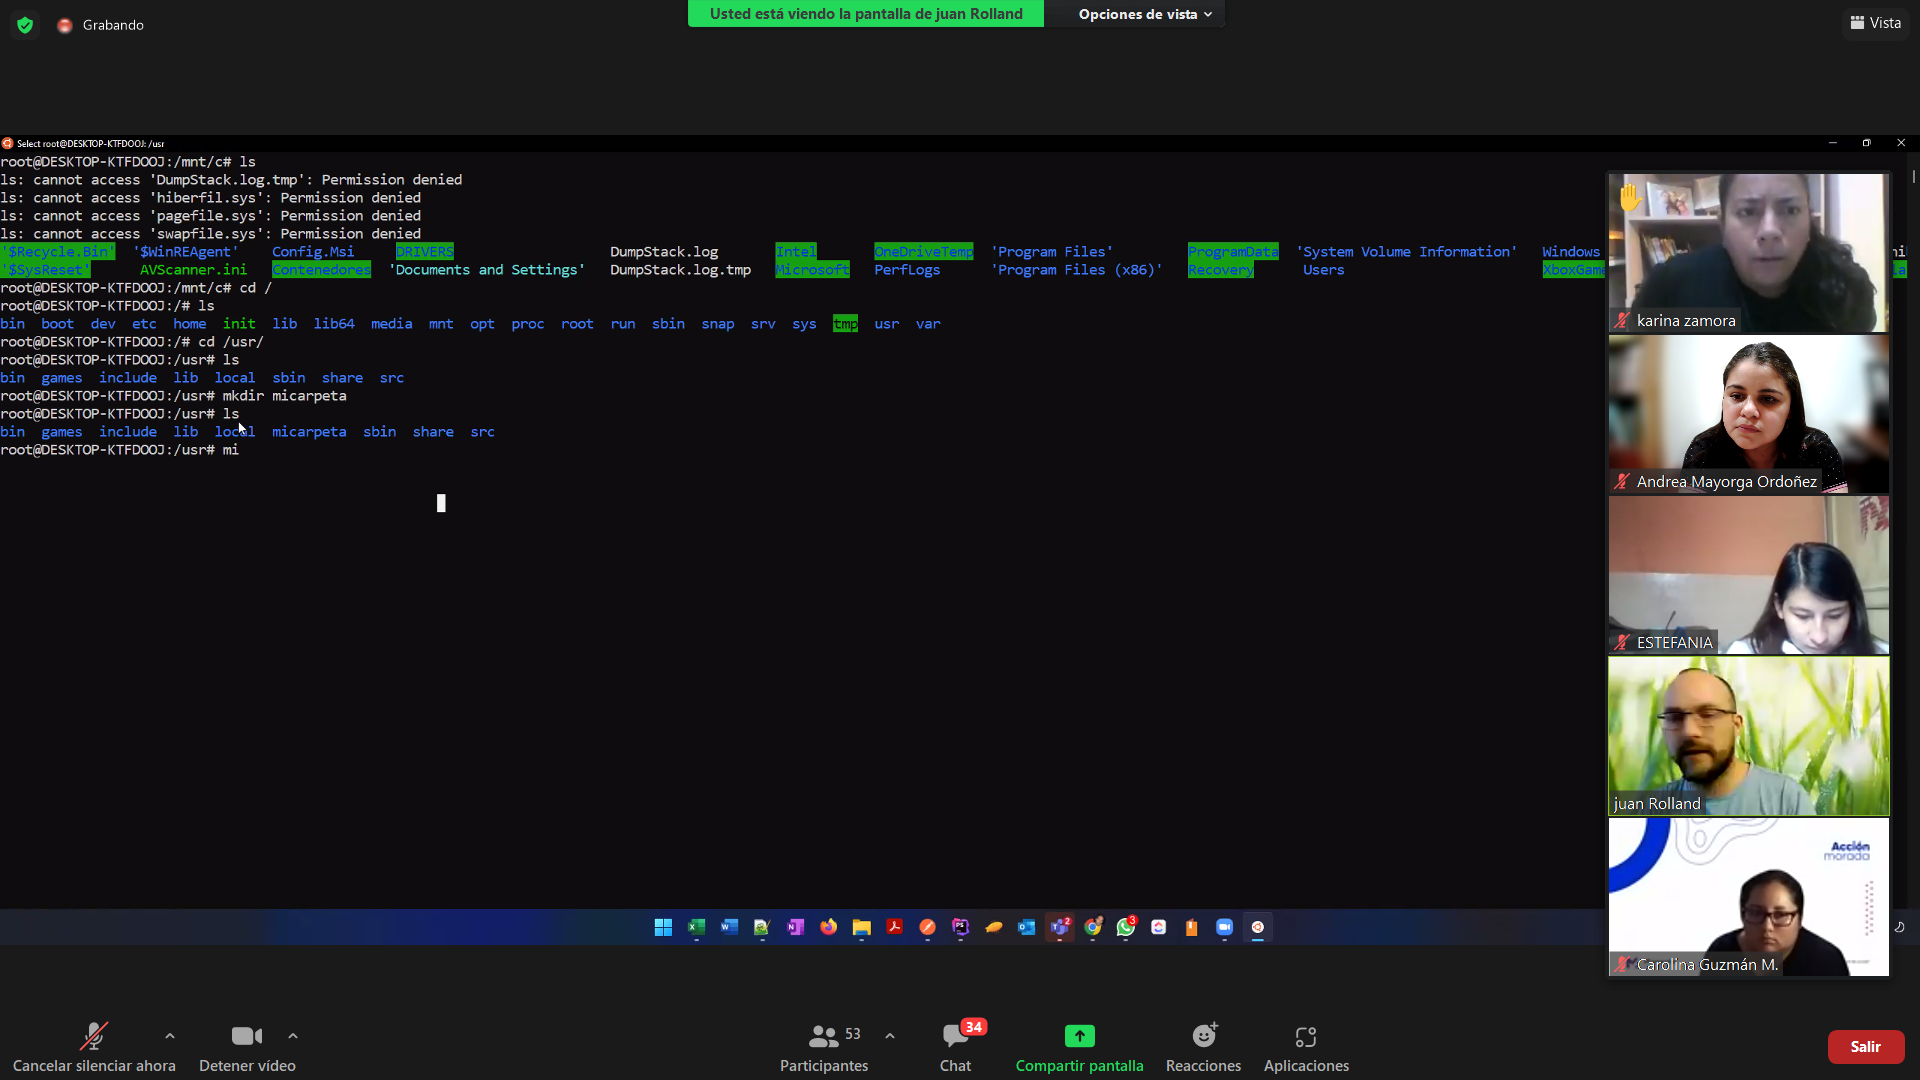 Grabando
Usted está viendo la pantalla de juan Rolland
Opciones de vista
Vista
Select root@DESKTOP-KTFDOOJ: /usr
root@DESKTOP-KTFDOOJ:/mnt/c# ls
ls: cannot access 'DumpStack.log.tmp': Permission denied
ls: cannot access 'hiberfil.sys': Permission denied
ls: cannot access 'pagefile.sys': Permission denied
ls: cannot access 'swapfile.sys': Permission denied
'$Recycle.Bin' '$WinREAgent' Config.Msi DRIVERS DumpStack.log Intel OneDriveTemp 'Program Files' ProgramData 'System Volume Information' Windows
'$SysReset' AVScanner.ini Contenedores 'Documents and Settings' DumpStack.log.tmp Microsoft PerfLogs 'Program Files (x86)' Recovery Users XboxGame
root@DESKTOP-KTFDOOJ:/mnt/c# cd /
root@DESKTOP-KTFDOOJ:/# ls
bin boot dev etc home init lib lib64 media mnt opt proc root run sbin snap srv sys tmp usr var
root@DESKTOP-KTFDOOJ:/# cd /usr/
root@DESKTOP-KTFDOOJ:/usr# ls
bin games include lib local sbin share src
root@DESKTOP-KTFDOOJ:/usr# mkdir micarpeta
root@DESKTOP-KTFDOOJ:/usr# ls
bin games include lib local micarpeta sbin share src
root@DESKTOP-KTFDOOJ:/usr# mi
karina zamora
Andrea Mayorga Ordoñez
ESTEFANIA
juan Rolland
Acción
morada
Carolina Guzmán M.
2
3
Cancelar silenciar ahora
Detener vídeo
53
Participantes
34
Chat
Compartir pantalla
Reacciones
Aplicaciones
Salir